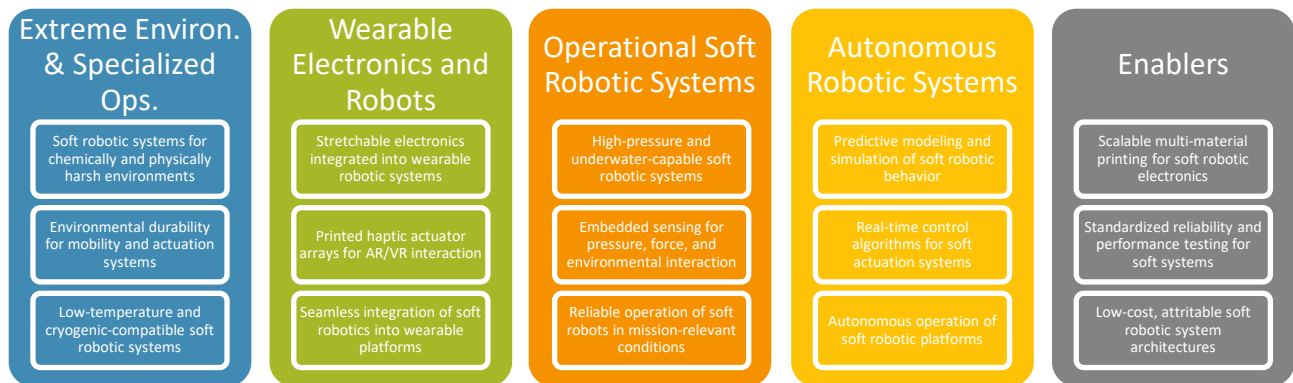 Extreme Environ.
& Specialized
Ops.
Soft robotic systems for
chemically and physically
harsh environments
Environmental durability
for mobility and actuation
systems
Low-temperature and
cryogenic-compatible soft
robotic systems
Wearable
Electronics and
Robots
Stretchable electronics
integrated into wearable
robotic systems
Printed haptic actuator
arrays for AR/VR interaction
Seamless integration of soft
robotics into wearable
platforms
Operational Soft
Robotic Systems
High-pressure and
underwater-capable soft
robotic systems
Embedded sensing for
pressure, force, and
environmental interaction
Reliable operation of soft
robots in mission-relevant
conditions
Autonomous
Robotic Systems
Predictive modeling and
simulation of soft robotic
behavior
Real-time control
algorithms for soft
actuation systems
Autonomous operation of
soft robotic platforms
Enablers
Scalable multi-material
printing for soft robotic
electronics
Standardized reliability and
performance testing for
soft systems
Low-cost, attritable soft
robotic system
architectures